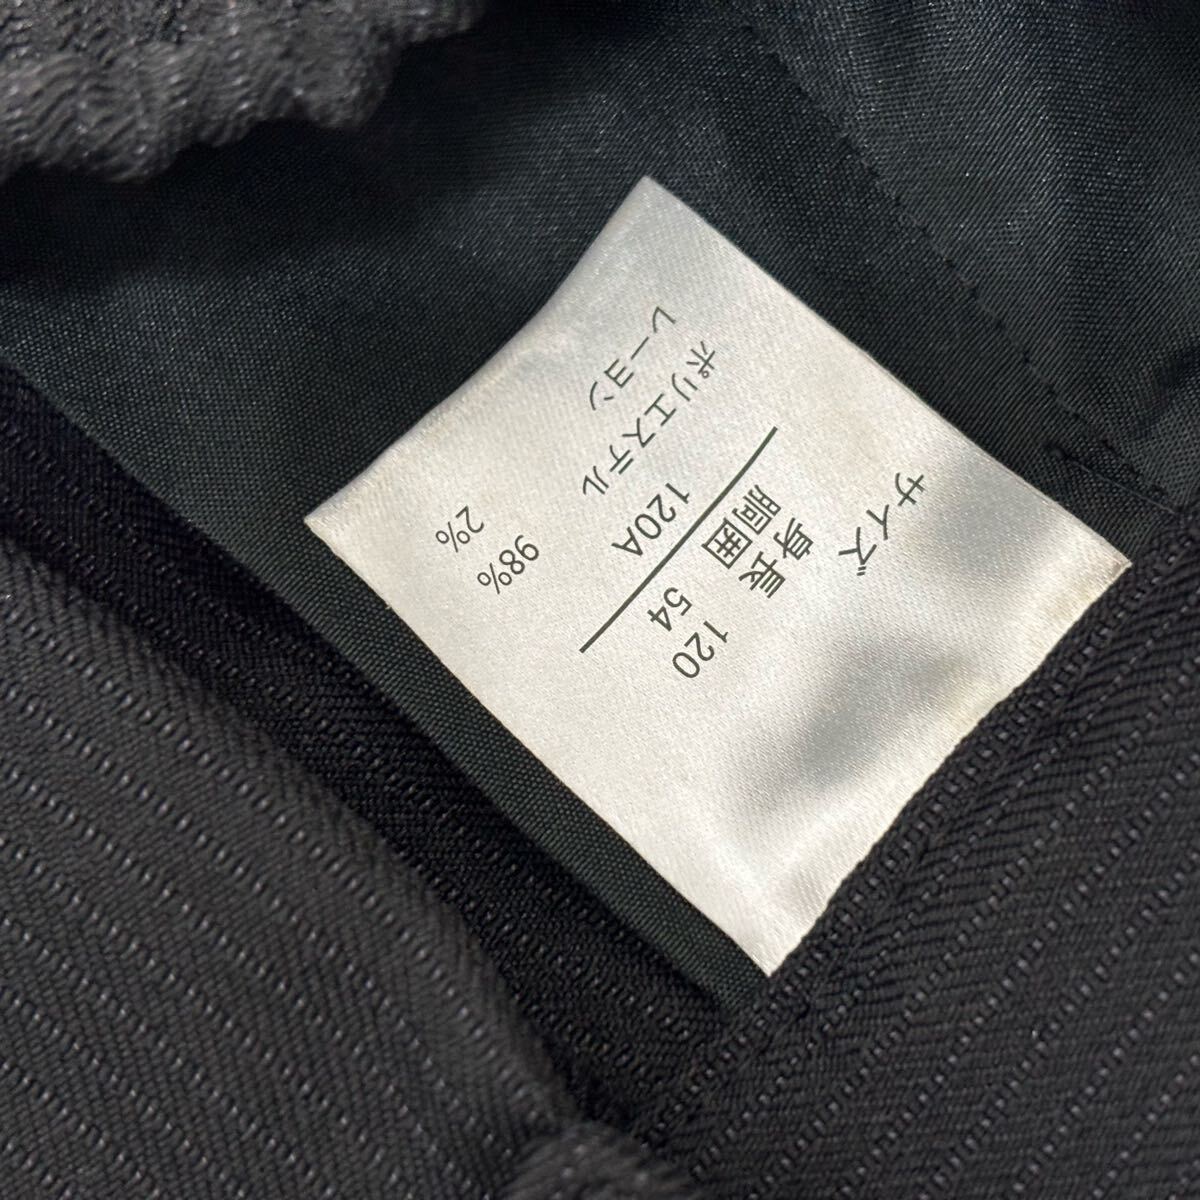 サイズ
身長 120
胴囲 54
120A
ポリエステル 98%
レーヨン 2%